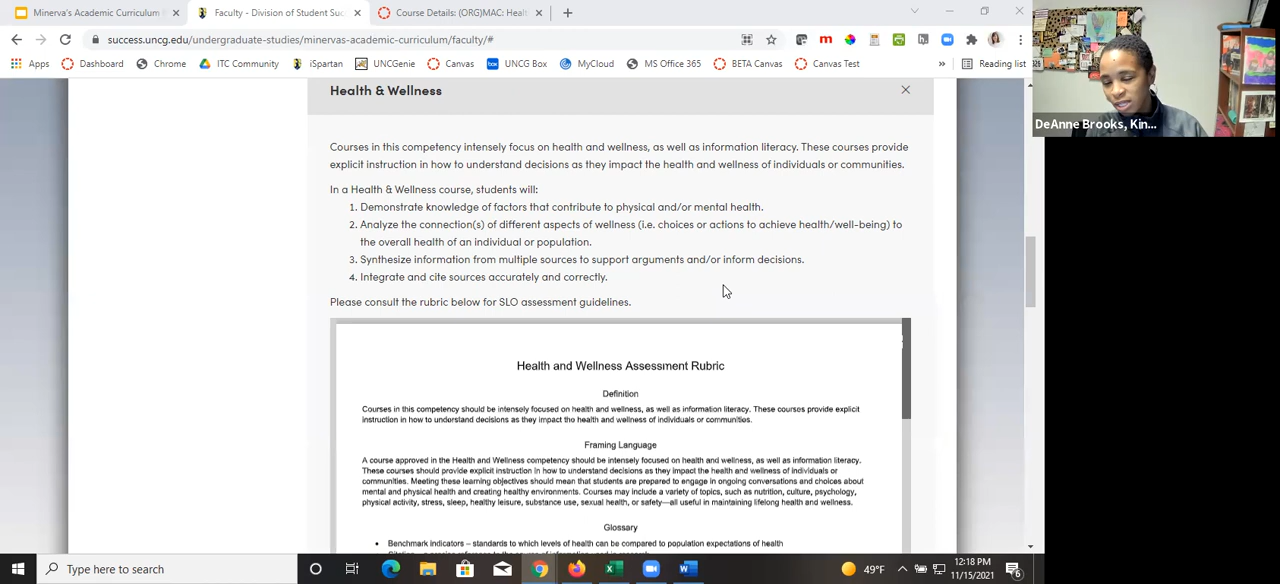 Minerva's Academic Curriculum
Faculty - Division of Student Suc
Course Details: (ORG)MAC: Healt
success.uncg.edu/undergraduate-studies/minervas-academic-curriculum/faculty/#
Apps
Dashboard
Chrome
ITC Community
iSpartan
UNCGenie
Canvas
UNCG Box
MyCloud
MS Office 365
BETA Canvas
Canvas Test
»
Reading list
DeAnne Brooks, Kin...
Health & Wellness
Courses in this competency intensely focus on health and wellness, as well as information literacy. These courses provide
explicit instruction in how to understand decisions as they impact the health and wellness of individuals or communities.
In a Health & Wellness course, students will:
1. Demonstrate knowledge of factors that contribute to physical and/or mental health.
2. Analyze the connection(s) of different aspects of wellness (i.e. choices or actions to achieve health/well-being) to
the overall health of an individual or population.
3. Synthesize information from multiple sources to support arguments and/or inform decisions.
4. Integrate and cite sources accurately and correctly.
Please consult the rubric below for SLO assessment guidelines.
Health and Wellness Assessment Rubric
Definition
Courses in this competency should be intensely focused on health and wellness, as well as information literacy. These courses provide explicit
instruction in how to understand decisions as they impact the health and wellness of individuals or communities.
Framing Language
A course approved in the Health and Wellness competency should be intensely focused on health and wellness, as well as information literacy.
These courses should provide explicit instruction in how to understand decisions as they impact the health and wellness of individuals or
communities. Meeting these learning objectives should mean that students are prepared to engage in ongoing conversations and choices about
mental and physical health and creating healthy environments. Courses may include a variety of topics, such as nutrition, culture, psychology,
physical activity, stress, sleep, healthy leisure, substance use, sexual health, or safety—all useful in maintaining lifelong health and wellness.
Glossary
• Benchmark indicators – standards to which levels of health can be compared to population expectations of health
Type here to search
49°F
12:18 PM
11/15/2021
6